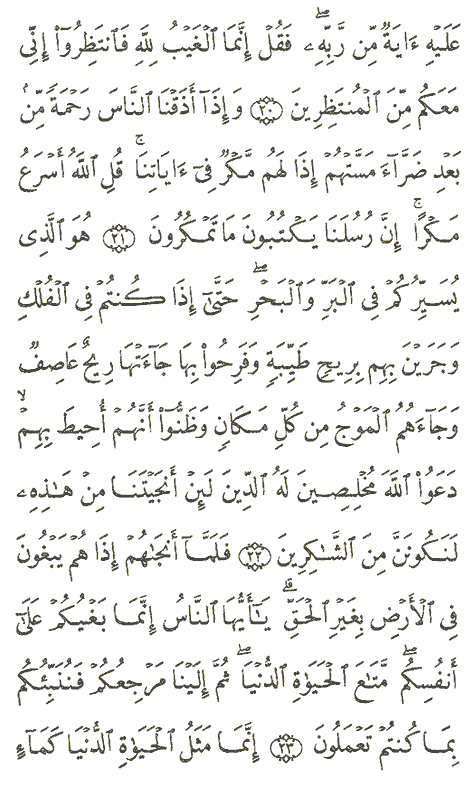 عَلَيْهِ ءَايَةٌ مِّن رَّبِّهِۦۖ فَقُلْ إِنَّمَا ٱلْغَيْبُ لِلَّهِ فَٱنتَظِرُوٓا۟ إِنِّى
مَعَكُم مِّنَ ٱلْمُنتَظِرِينَ ٢٠ وَإِذَآ أَذَقْنَا ٱلنَّاسَ رَحْمَةً مِّنۢ
بَعْدِ ضَرَّآءَ مَسَّتْهُمْ إِذَا لَهُم مَّكْرٌ فِىٓ ءَايَاتِنَاۚ قُلِ ٱللَّهُ أَسْرَعُ
مَكْرًاۚ إِنَّ رُسُلَنَا يَكْتُبُونَ مَا تَمْكُرُونَ ٢١ هُوَ ٱلَّذِى
يُسَيِّرُكُمْ فِى ٱلْبَرِّ وَٱلْبَحْرِۖ حَتَّىٰٓ إِذَا كُنتُمْ فِى ٱلْفُلْكِ
وَجَرَيْنَ بِهِم بِرِيحٍ طَيِّبَةٍ وَفَرِحُوا۟ بِهَا جَآءَتْهَا رِيحٌ عَاصِفٌ
وَجَآءَهُمُ ٱلْمَوْجُ مِن كُلِّ مَكَانٍ وَظَنُّوٓا۟ أَنَّهُمْ أُحِيطَ بِهِمْۙ
دَعَوُا۟ ٱللَّهَ مُخْلِصِينَ لَهُ ٱلدِّينَ لَئِنْ أَنجَيْتَنَا مِنْ هَـٰذِهِۦ
لَنَكُونَنَّ مِنَ ٱلشَّـٰكِرِينَ ٢٢ فَلَمَّآ أَنجَىٰهُمْ إِذَا هُمْ يَبْغُونَ
فِى ٱلْأَرْضِ بِغَيْرِ ٱلْحَقِّۗ يَـٰٓأَيُّهَا ٱلنَّاسُ إِنَّمَا بَغْيُكُمْ عَلَىٰٓ
أَنفُسِكُمۖ مَّتَـٰعَ ٱلْحَيَوٰةِ ٱلدُّنْيَاۖ ثُمَّ إِلَيْنَا مَرْجِعُكُمْ فَنُنَبِّئُكُم
بِمَا كُنتُمْ تَعْمَلُونَ ٢٣ إِنَّمَا مَثَلُ ٱلْحَيَوٰةِ ٱلدُّنْيَا كَمَآءٍ